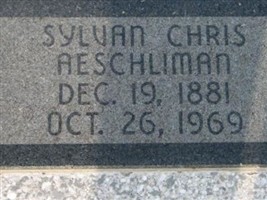 SYLVAN CHRIS
AESCHLIMAN
DEC. 19, 1881
OCT. 26, 1969